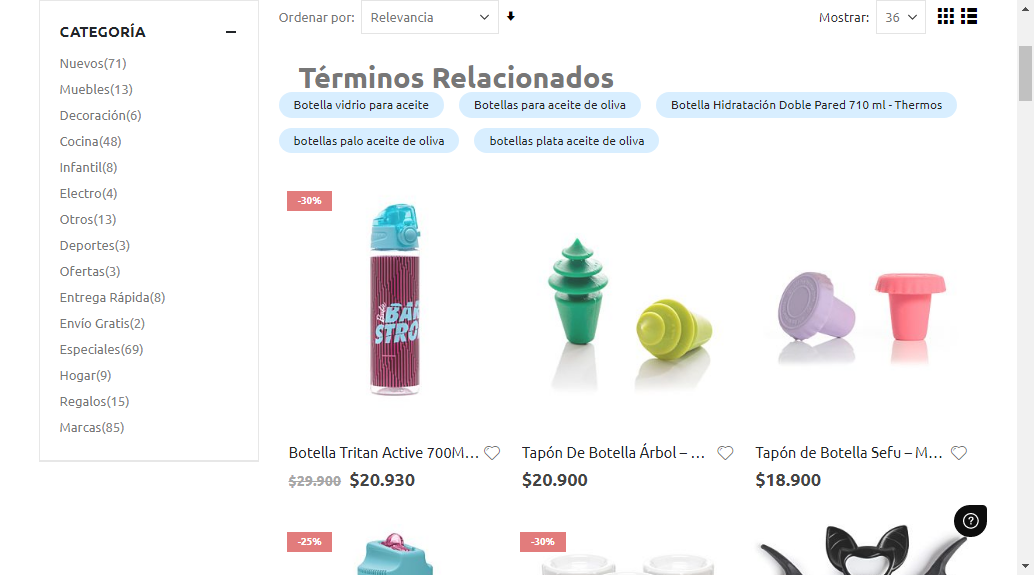 CATEGORÍA
Nuevos(71)
Muebles(13)
Decoración(6)
Cocina(48)
Infantil(8)
Electro(4)
Otros(13)
Deportes(3)
Ofertas(3)
Entrega Rápida(8)
Envío Gratis(2)
Especiales(69)
Hogar(9)
Regalos(15)
Marcas(85)
Ordenar por: Relevancia
Mostrar: 36
Términos Relacionados
Botella vidrio para aceite
Botellas para aceite de oliva
Botella Hidratación Doble Pared 710 ml - Thermos
botellas palo aceite de oliva
botellas plata aceite de oliva
-30%
Botella Tritan Active 700M...
$29.900 $20.930
Tapón De Botella Árbol – ...
$20.900
Tapón de Botella Sefu – M...
$18.900
-25%
-30%